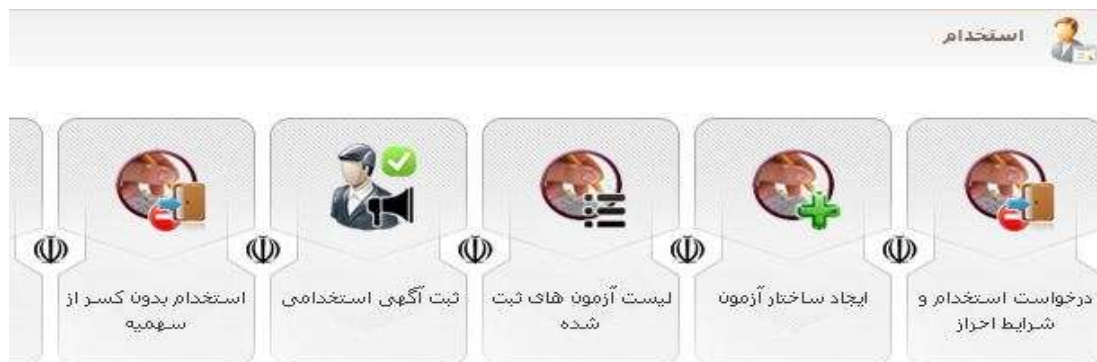 استخدام
درخواست استخدام و
شرایط احراز
ایجاد ساختار آزمون
لیست آزمون های ثبت
شده
ثبت آگهی استخدامی
استخدام بدون کسر از
سهمیه